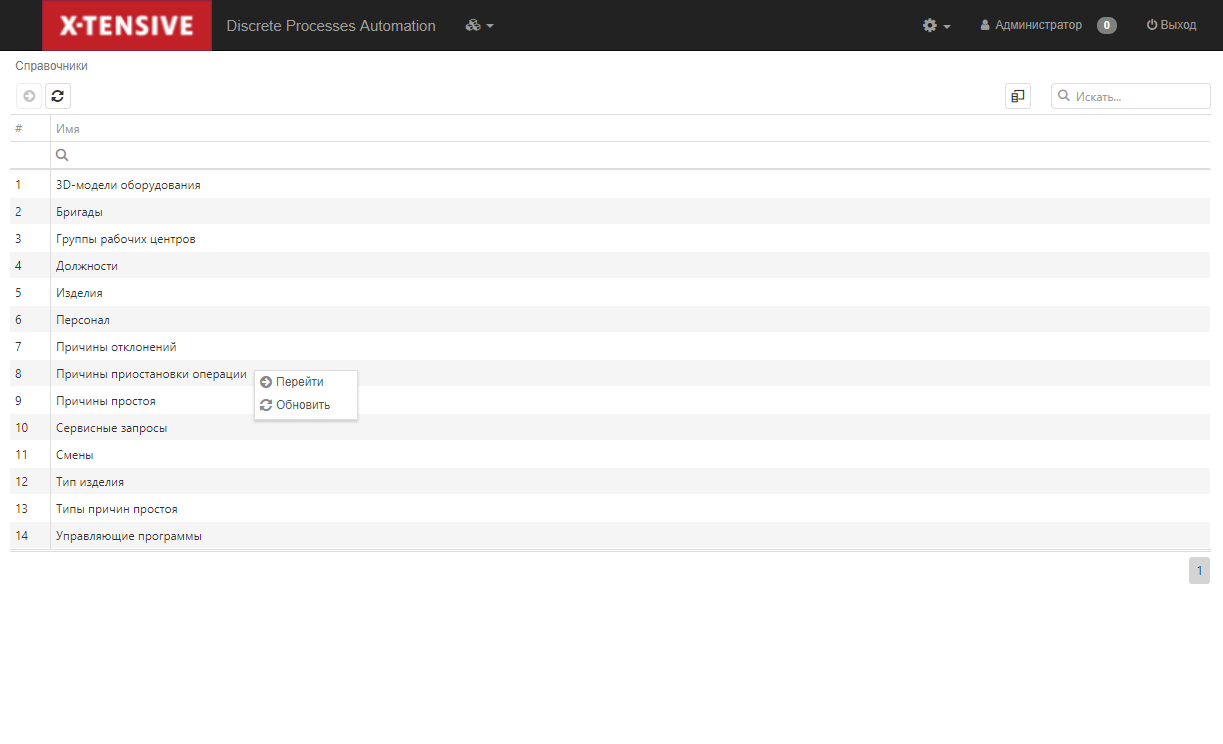 X-TENSIVE Discrete Processes Automation Администратор 0 Выход
Справочники
Искать...
# Имя
1 3D-модели оборудования
2 Бригады
3 Группы рабочих центров
4 Должности
5 Изделия
6 Персонал
7 Причины отклонений
8 Причины приостановки операции
Перейти
9 Причины простоя
Обновить
10 Сервисные запросы
11 Смены
12 Тип изделия
13 Типы причин простоя
14 Управляющие программы
1